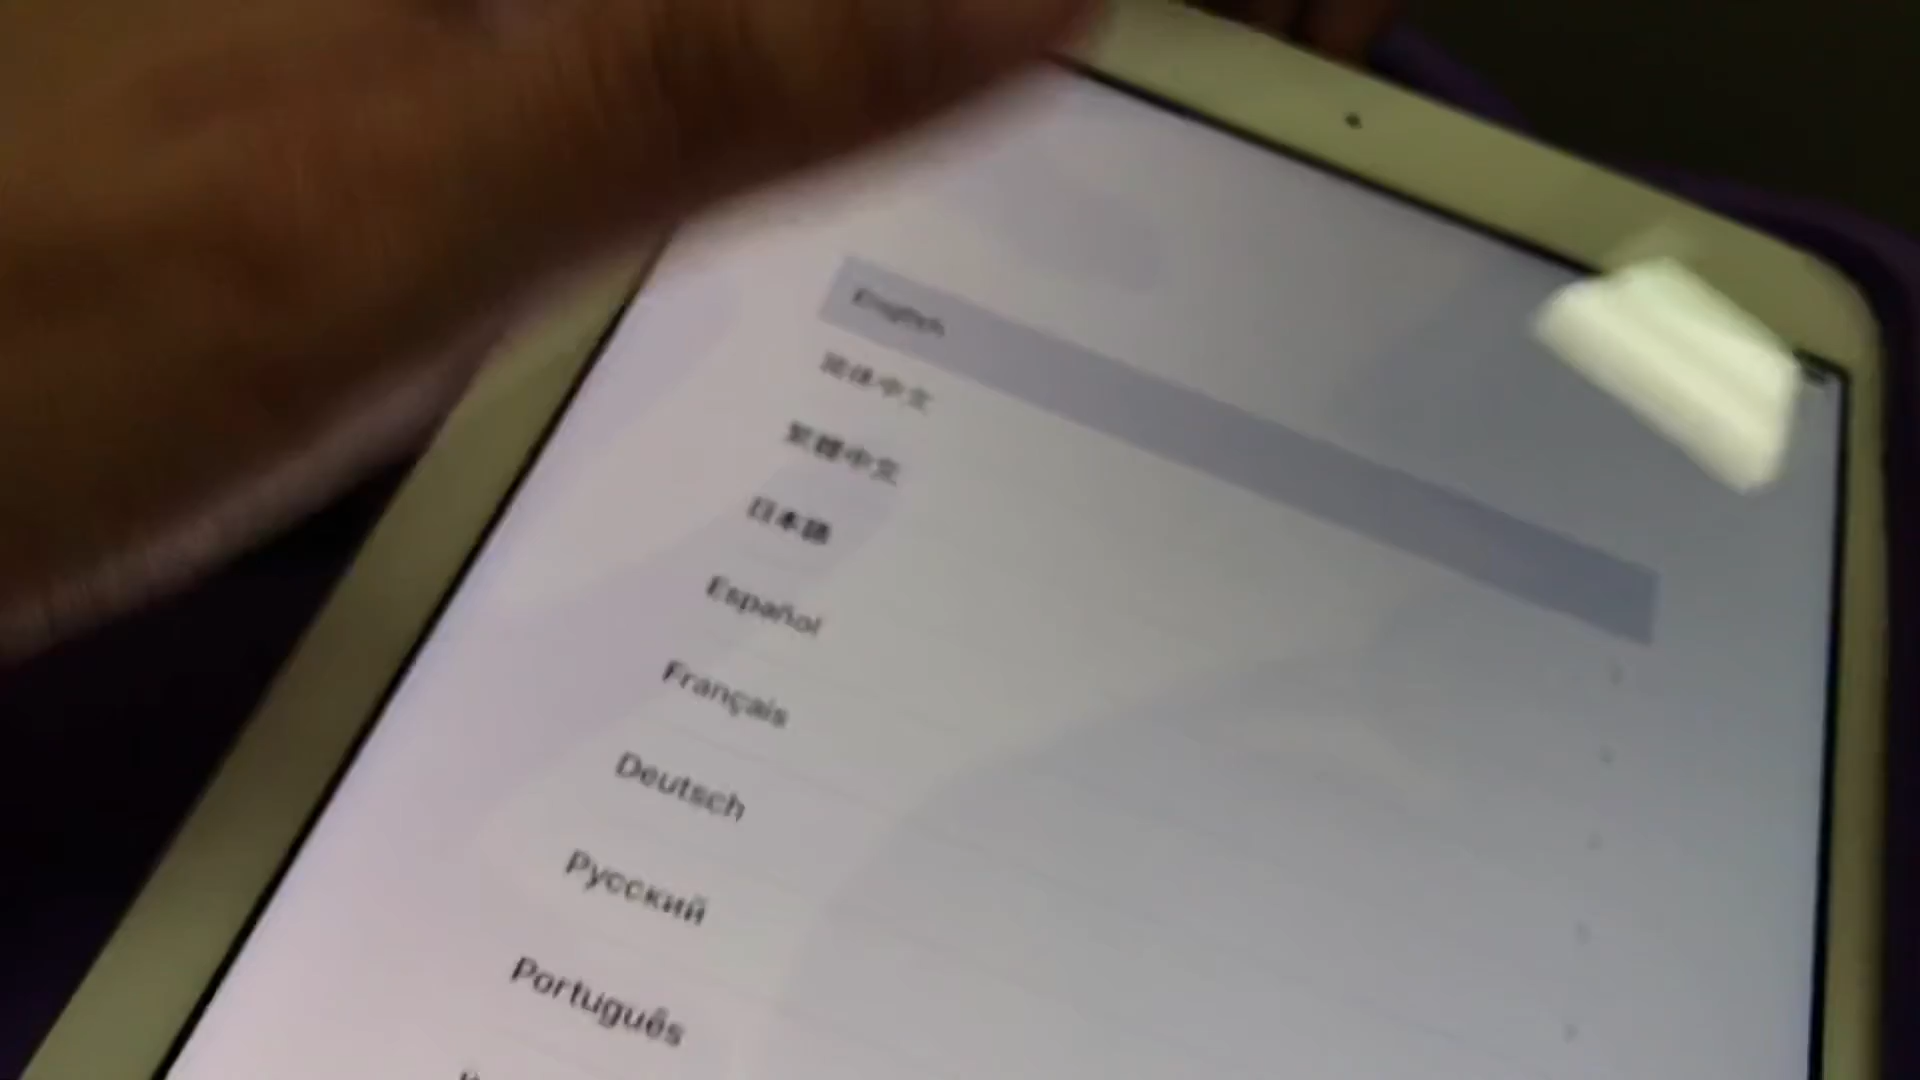 English
简体中文
繁體中文
日本語
Español
Français
Deutsch
Русский
Português